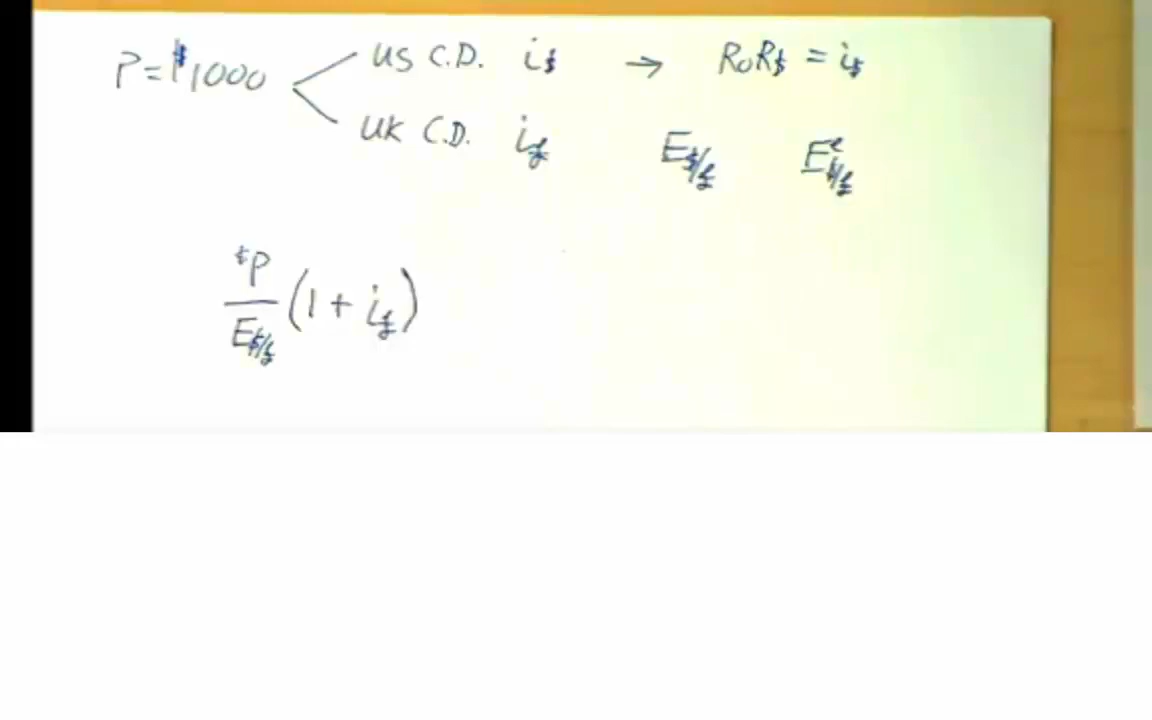 P = $1000 US C.D. i$ → RoR$ = i$
UK C.D. i£ E$/£ Eᵉ$/£
$P
E$/£ (1 + i£)